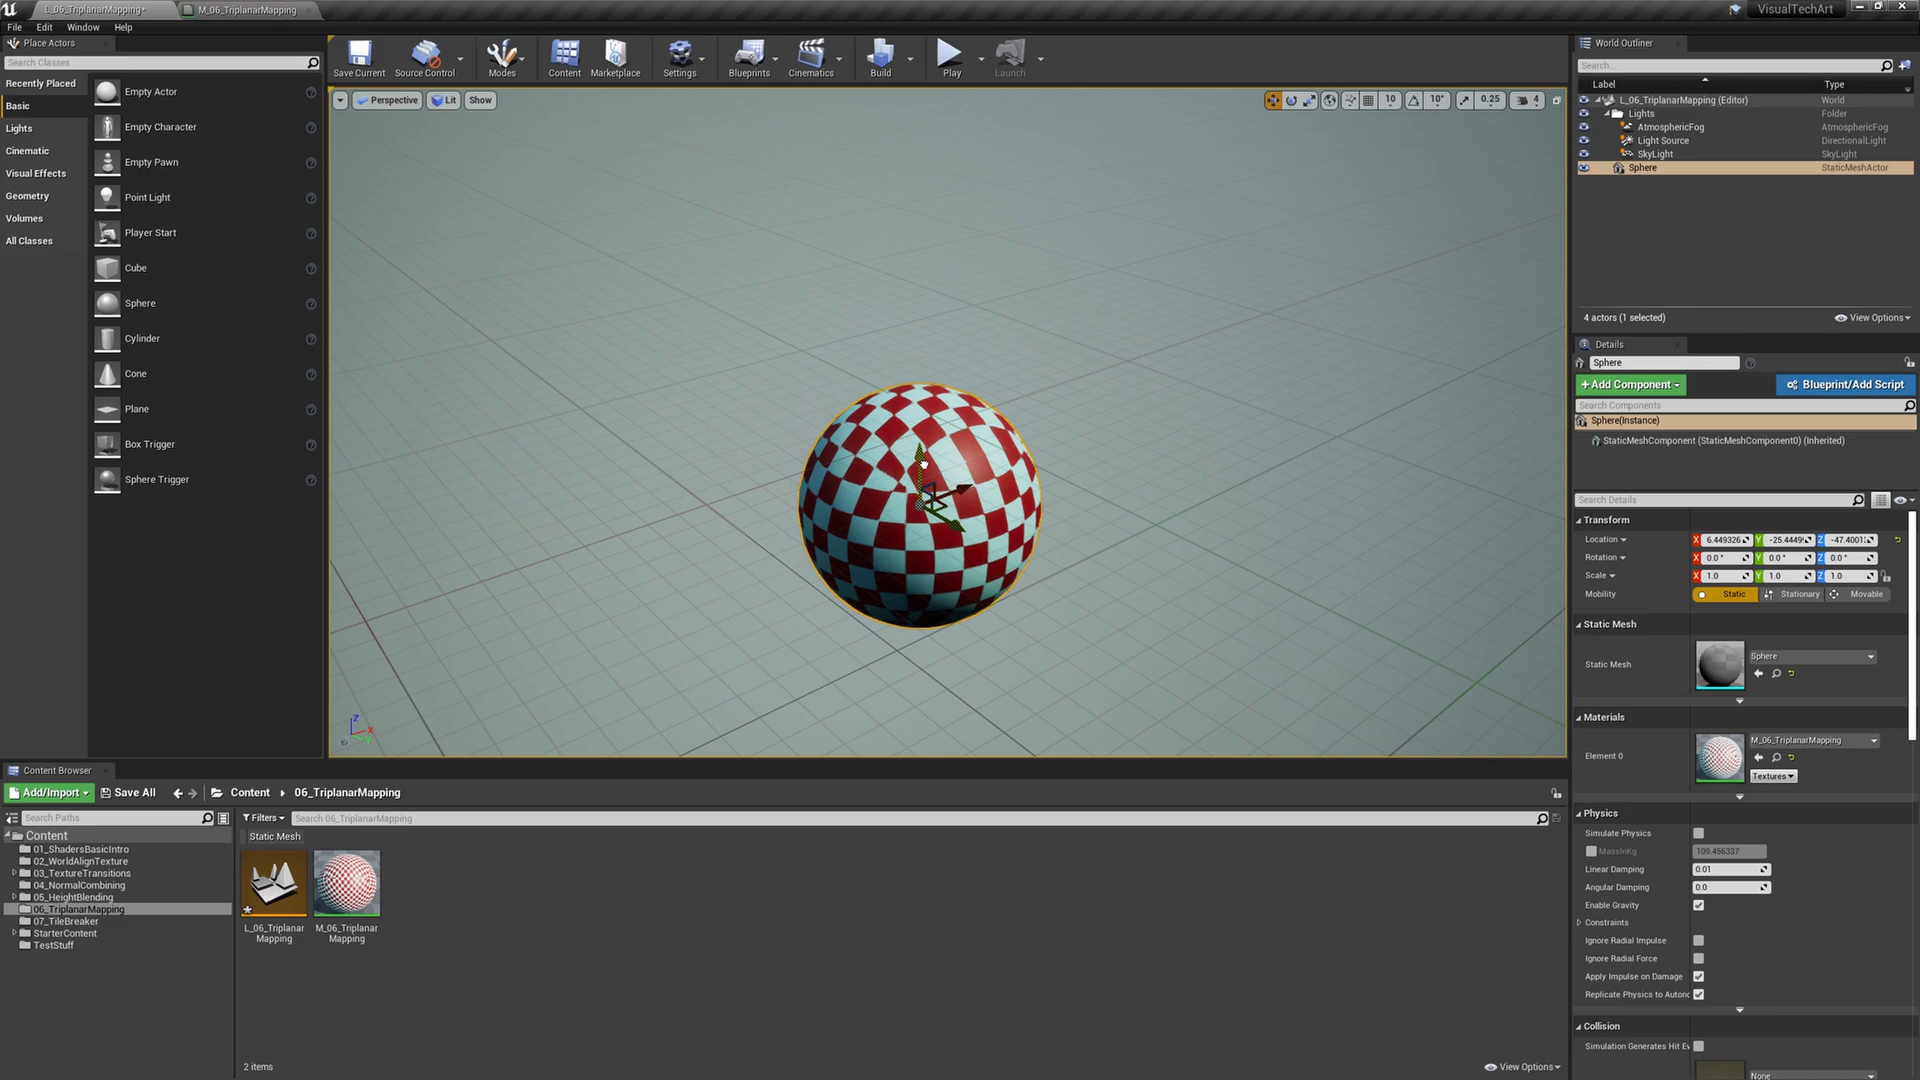 L_06_TriplanarMapping*
M_06_TriplanarMapping
VisualTechArt
File Edit Window Help
Place Actors
Search Classes
Recently Placed
Basic
Lights
Cinematic
Visual Effects
Geometry
Volumes
All Classes
Empty Actor
Empty Character
Empty Pawn
Point Light
Player Start
Cube
Sphere
Cylinder
Cone
Plane
Box Trigger
Sphere Trigger
Save Current Source Control Modes Content Marketplace Settings Blueprints Cinematics Build Play Launch
Perspective Lit Show
10 10° 0.25 4
Z
X
World Outliner
Search...
Label Type
L_06_TriplanarMapping (Editor) World
Lights Folder
AtmosphericFog AtmosphericFog
Light Source DirectionalLight
SkyLight SkyLight
Sphere StaticMeshActor
4 actors (1 selected) View Options
Details
Sphere
+Add Component Blueprint/Add Script
Search Components
Sphere(Instance)
StaticMeshComponent (StaticMeshComponent0) (Inherited)
Search Details
Transform
Location X 6.449326 Y -25.4449 Z -47.4001
Rotation X 0.0 ° Y 0.0 ° Z 0.0 °
Scale X 1.0 Y 1.0 Z 1.0
Mobility Static Stationary Movable
Static Mesh
Static Mesh Sphere
Materials
Element 0 M_06_TriplanarMapping
Textures
Physics
Simulate Physics
MassInKg 109.456337
Linear Damping 0.01
Angular Damping 0.0
Enable Gravity
Constraints
Ignore Radial Impulse
Ignore Radial Force
Apply Impulse on Damage
Replicate Physics to Auton
Collision
Simulation Generates Hit Ev
None
Content Browser
Add/Import Save All Content 06_TriplanarMapping
Search Paths
Filters Search 06_TriplanarMapping
Static Mesh
Content
01_ShadersBasicIntro
02_WorldAlignTexture
03_TextureTransitions
04_NormalCombining
05_HeightBlending
06_TriplanarMapping
07_TileBreaker
StarterContent
TestStuff
L_06_Triplanar
Mapping
M_06_Triplanar
Mapping
2 items View Options